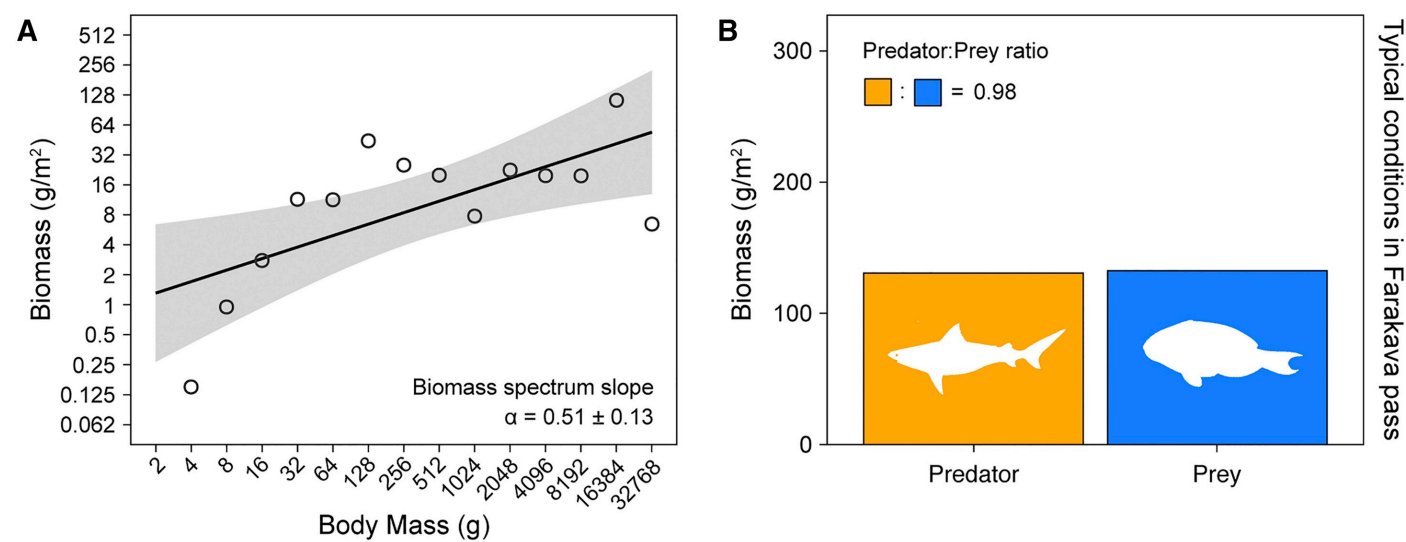 A
512
256
128
64
32
16
8
4
2
1
0.5
0.25
0.125
0.062
Biomass (g/m²)
Biomass spectrum slope
α = 0.51 ± 0.13
2
4
8
16
32
64
128
256
512
1024
2048
4096
8192
16384
32768
Body Mass (g)
B
300
200
100
0
Biomass (g/m²)
Predator:Prey ratio
: = 0.98
Predator
Prey
Typical conditions in Farakava pass